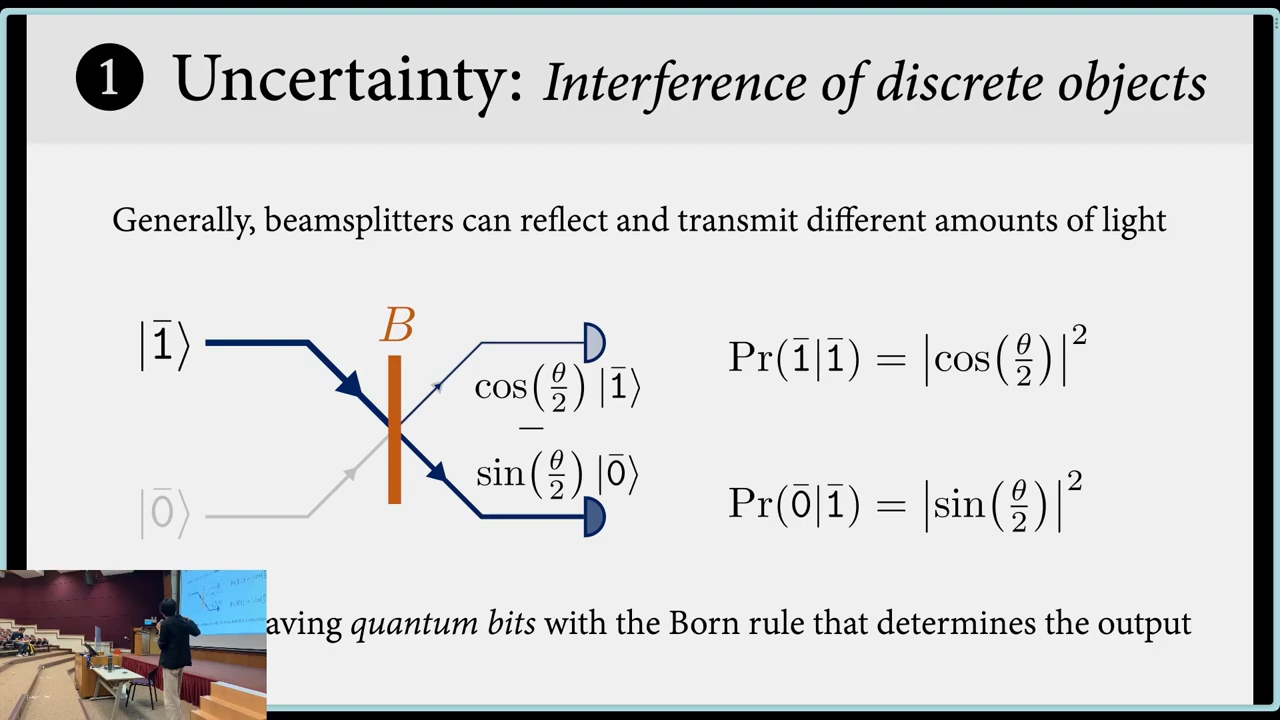 1 Uncertainty: Interference of discrete objects
Generally, beamsplitters can reflect and transmit different amounts of light
B
|1̄⟩
cos(θ/2) |1̄⟩
−
sin(θ/2) |0̄⟩
|0̄⟩
Pr(1̄|1̄) = |cos(θ/2)|²
Pr(0̄|1̄) = |sin(θ/2)|²
quantum bits with the Born rule that determines the output